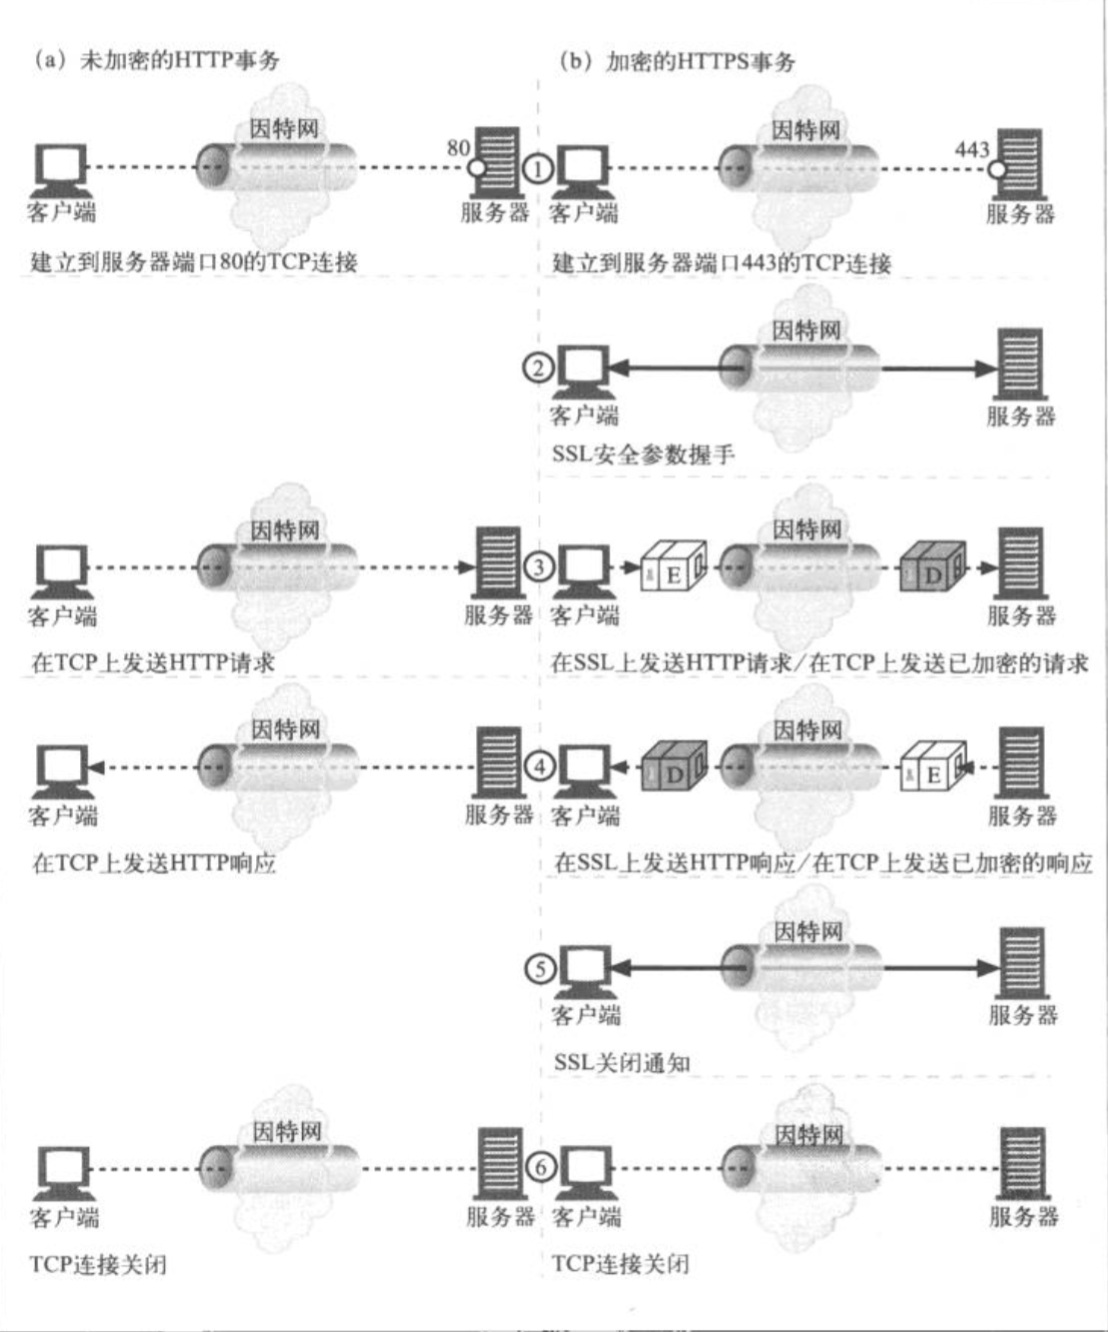 (a) 未加密的HTTP事务
(b) 加密的HTTPS事务
因特网
80
客户端
服务器
建立到服务器端口80的TCP连接
1
因特网
443
客户端
服务器
建立到服务器端口443的TCP连接
2
因特网
客户端
服务器
SSL安全参数握手
因特网
客户端
服务器
在TCP上发送HTTP请求
3
因特网
E
D
客户端
服务器
在SSL上发送HTTP请求/在TCP上发送已加密的请求
因特网
客户端
服务器
在TCP上发送HTTP响应
4
因特网
D
E
客户端
服务器
在SSL上发送HTTP响应/在TCP上发送已加密的响应
5
因特网
客户端
服务器
SSL关闭通知
因特网
客户端
服务器
TCP连接关闭
6
因特网
客户端
服务器
TCP连接关闭